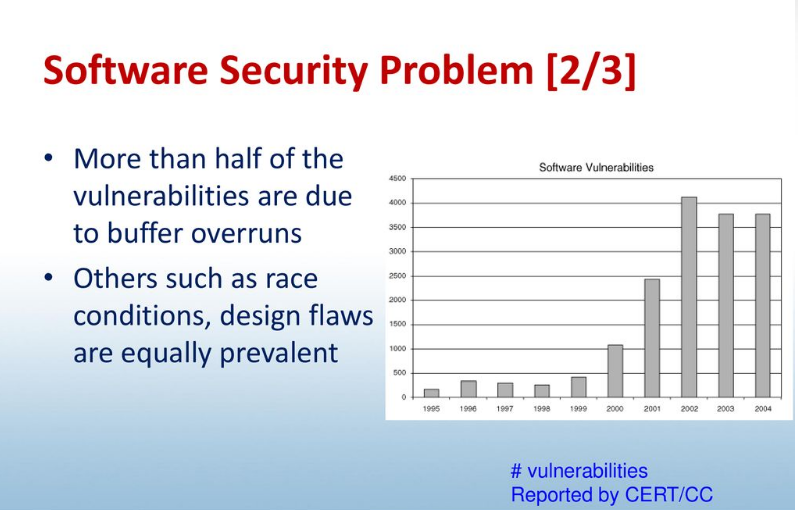 Software Security Problem [2/3]
• More than half of the
vulnerabilities are due
to buffer overruns
• Others such as race
conditions, design flaws
are equally prevalent
Software Vulnerabilities
4500
4000
3500
3000
2500
2000
1500
1000
500
0
1995 1996 1997 1998 1999 2000 2001 2002 2003 2004
# vulnerabilities
Reported by CERT/CC